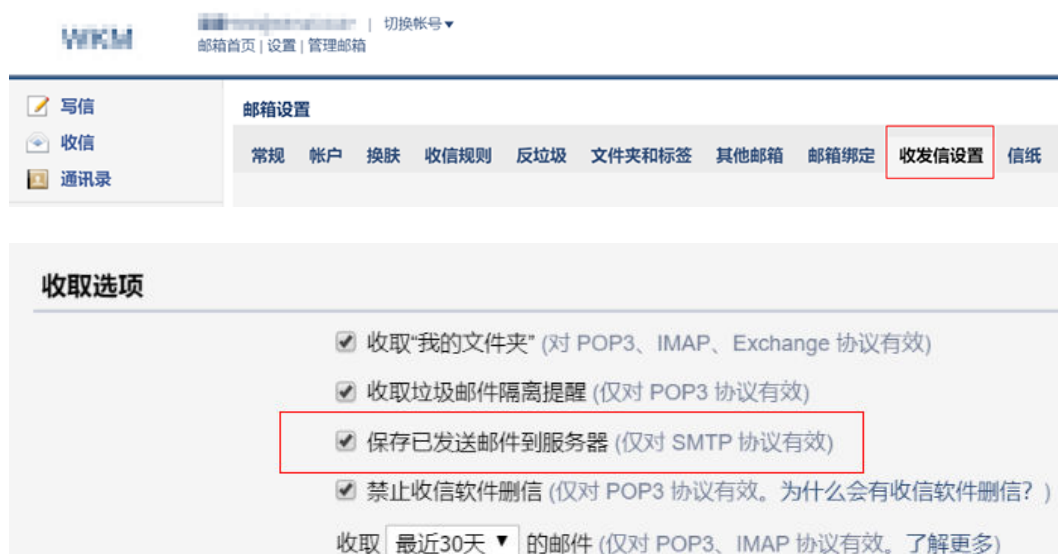 切换帐号▼
邮箱首页 | 设置 | 管理邮箱
写信
收信
通讯录
邮箱设置
常规 帐户 换肤 收信规则 反垃圾 文件夹和标签 其他邮箱 邮箱绑定 收发信设置 信纸
收取选项
收取“我的文件夹” (对 POP3、IMAP、Exchange 协议有效)
收取垃圾邮件隔离提醒 (仅对 POP3 协议有效)
保存已发送邮件到服务器 (仅对 SMTP 协议有效)
禁止收信软件删信 (仅对 POP3 协议有效。为什么会有收信软件删信? )
收取 最近30天 ▼ 的邮件 (仅对 POP3、IMAP 协议有效。了解更多)